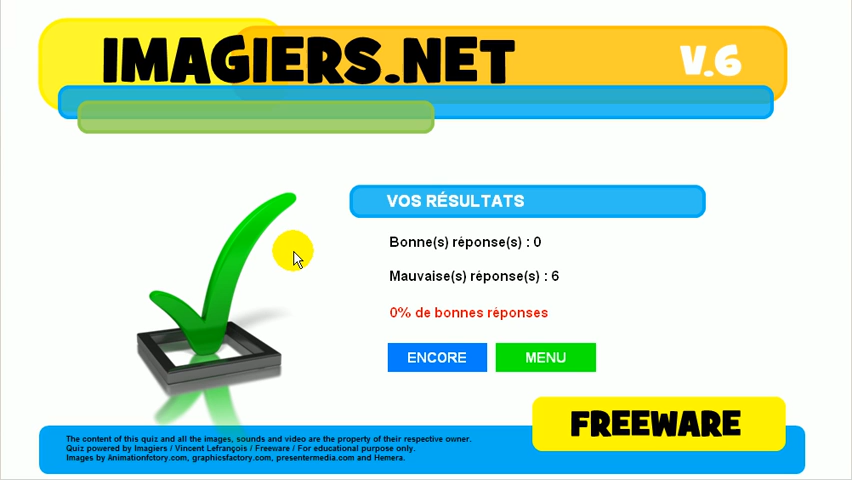 IMAGIERS.NET
V.6
VOS RÉSULTATS
Bonne(s) réponse(s) : 0
Mauvaise(s) réponse(s) : 6
0% de bonnes réponses
ENCORE
MENU
FREEWARE
The content of this quiz and all the images, sounds and video are the property of their respective owner.
Quiz powered by Imagiers / Vincent Lefrançois / Freeware / For educational purpose only.
Images by Animationfctory.com, graphicsfactory.com, presentermedia.com and Hemera.